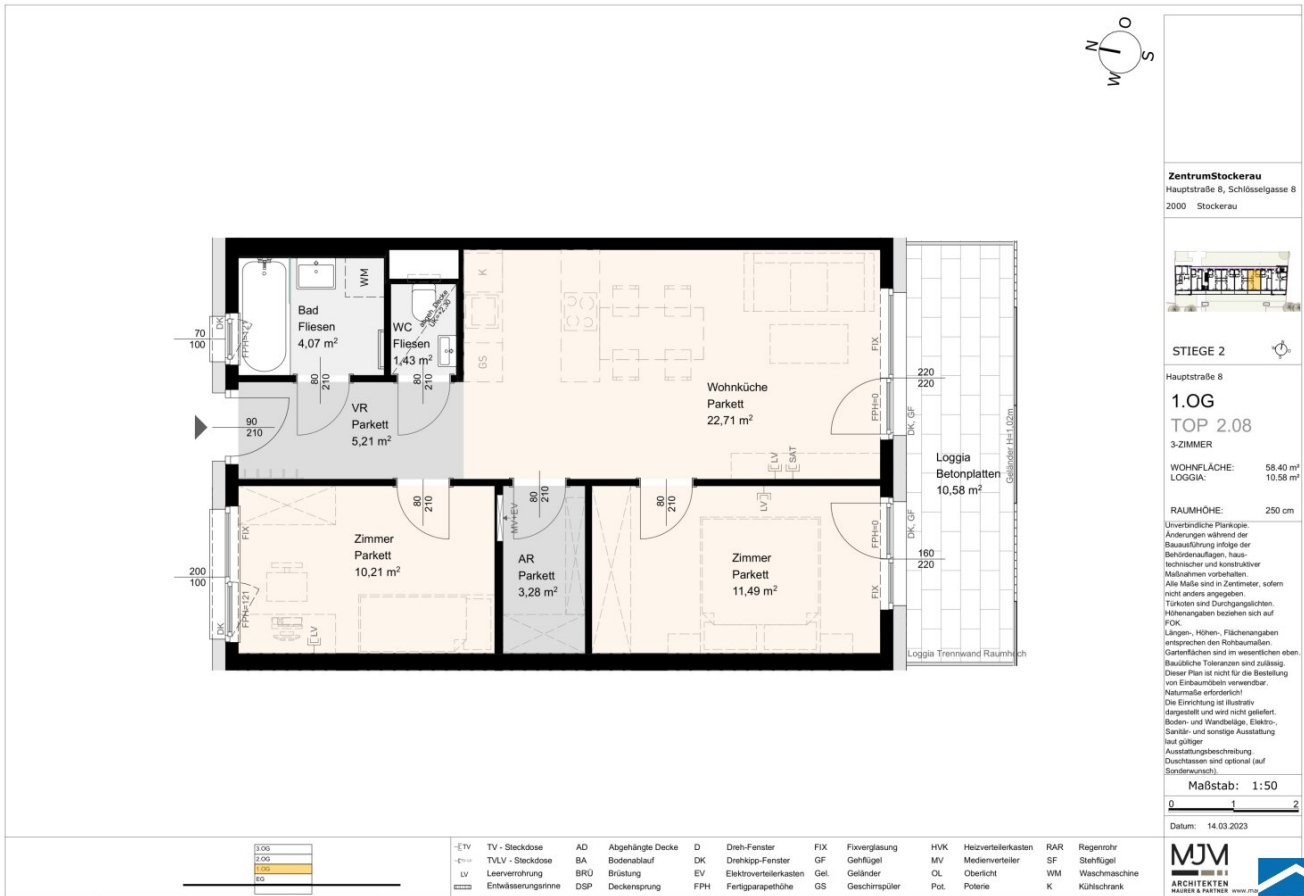 N
O
S
W
ZentrumStockerau
Hauptstraße 8, Schlösselgasse 8
2000 Stockerau
STIEGE 2
Hauptstraße 8
1.OG
TOP 2.08
3-ZIMMER
WOHNFLÄCHE: 58.40 m²
LOGGIA: 10.58 m²
RAUMHÖHE: 250 cm
Unverbindliche Plankopie.
Änderungen während der
Bauausführung infolge der
Behördenauflagen, haus-
technischer und konstruktiver
Maßnahmen vorbehalten.
Alle Maße sind in Zentimeter, sofern
nicht anders angegeben.
Türkoten sind Durchgangslichten.
Höhenangaben beziehen sich auf
FOK.
Längen-, Höhen-, Flächenangaben
entsprechen den Rohbaumaßen.
Gartenflächen sind im wesentlichen eben.
Bauübliche Toleranzen sind zulässig.
Dieser Plan ist nicht für die Bestellung
von Einbaumöbeln verwendbar.
Naturmaße erforderlich!
Die Einrichtung ist illustrativ
dargestellt und wird nicht geliefert.
Boden- und Wandbeläge, Elektro-,
Sanitär- und sonstige Ausstattung
laut gültiger
Ausstattungsbeschreibung.
Duschtassen sind optional (auf
Sonderwunsch).
Maßstab: 1:50
0 1 2
Datum: 14.03.2023
MJM
ARCHITEKTEN
MAURER & PARTNER www.ma
Bad
Fliesen
4,07 m²
WM
DK
70
100
80
210
WC
Fliesen
1,43 m²
abgeh. Decke
80
210
K
GS
VR
Parkett
5,21 m²
90
210
Wohnküche
Parkett
22,71 m²
FIX
220
220
FPH=0
DK, GF
LV
SAT
Loggia
Betonplatten
10,58 m²
Geländer H=1,02m
Zimmer
Parkett
10,21 m²
80
210
FIX
200
100
FPH=121
DK
LV
AR
Parkett
3,28 m²
80
210
MV+EV
Zimmer
Parkett
11,49 m²
80
210
LV
FPH=0
DK, GF
160
220
FIX
Loggia Trennwand Raumhoch
3.OG
2.OG
1.OG
EG
TV TV - Steckdose AD Abgehängte Decke D Dreh-Fenster FIX Fixverglasung HVK Heizverteilerkasten RAR Regenrohr
TVLV - Steckdose BA Bodenablauf DK Drehkipp-Fenster GF Gehflügel MV Medienverteiler SF Stehflügel
LV Leerverrohrung BRÜ Brüstung EV Elektroverteilerkasten Gel. Geländer OL Oberlicht WM Waschmaschine
Entwässerungsrinne DSP Deckensprung FPH Fertigparapethöhe GS Geschirrspüler Pot. Poterie K Kühlschrank